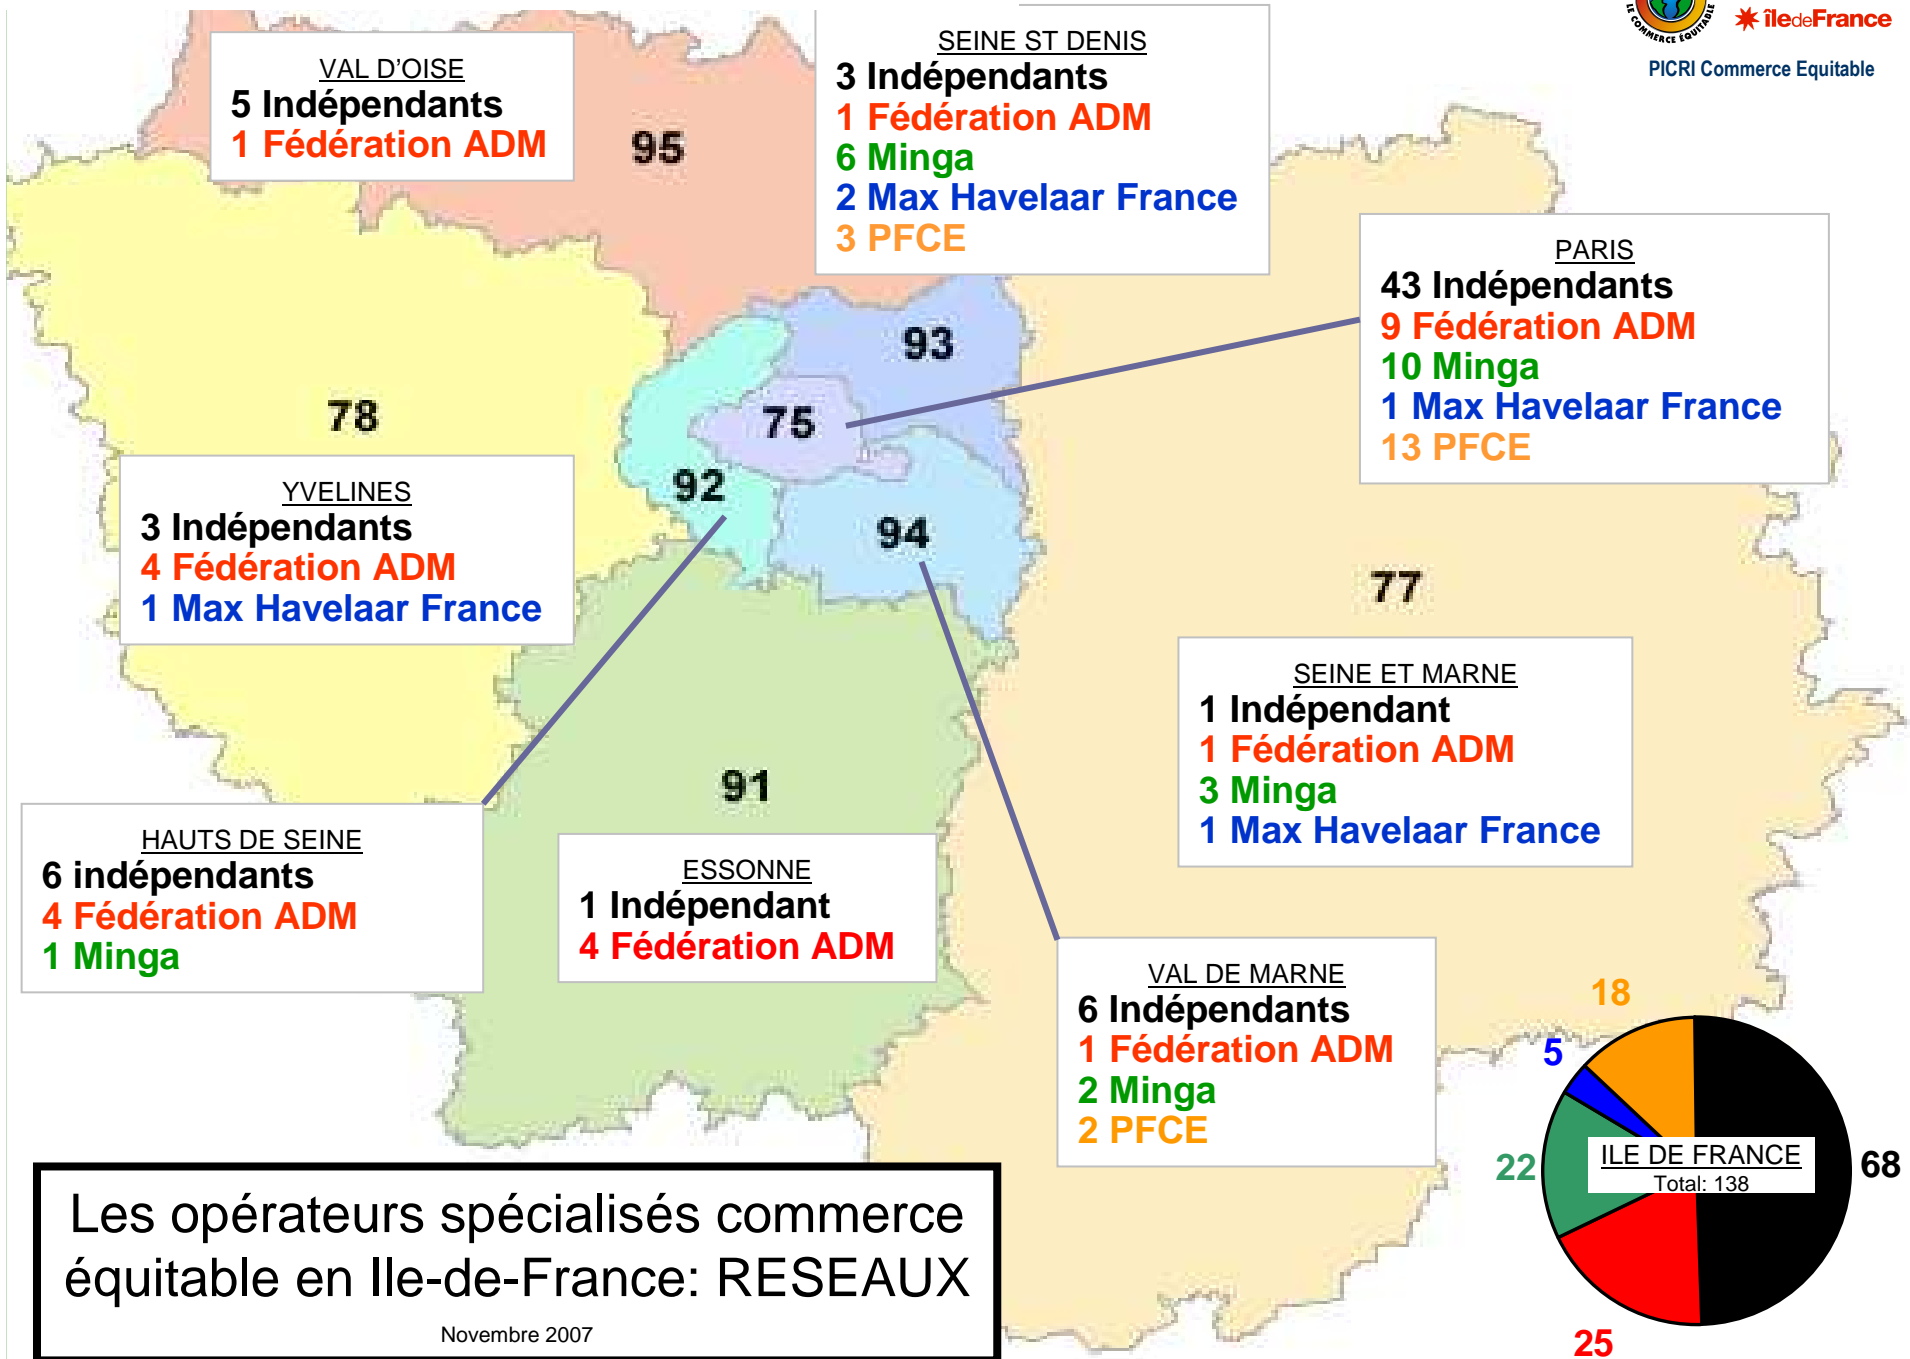 LE COMMERCE ÉQUITABLE
îledeFrance
PICRI Commerce Equitable
VAL D'OISE
5 Indépendants
1 Fédération ADM
95
SEINE ST DENIS
3 Indépendants
1 Fédération ADM
6 Minga
2 Max Havelaar France
3 PFCE
PARIS
43 Indépendants
9 Fédération ADM
10 Minga
1 Max Havelaar France
13 PFCE
93
78
75
92
94
77
YVELINES
3 Indépendants
4 Fédération ADM
1 Max Havelaar France
SEINE ET MARNE
1 Indépendant
1 Fédération ADM
3 Minga
1 Max Havelaar France
91
HAUTS DE SEINE
6 indépendants
4 Fédération ADM
1 Minga
ESSONNE
1 Indépendant
4 Fédération ADM
VAL DE MARNE
6 Indépendants
1 Fédération ADM
2 Minga
2 PFCE
18
5
22
ILE DE FRANCE
Total: 138
68
25
Les opérateurs spécialisés commerce
équitable en Ile-de-France: RESEAUX
Novembre 2007